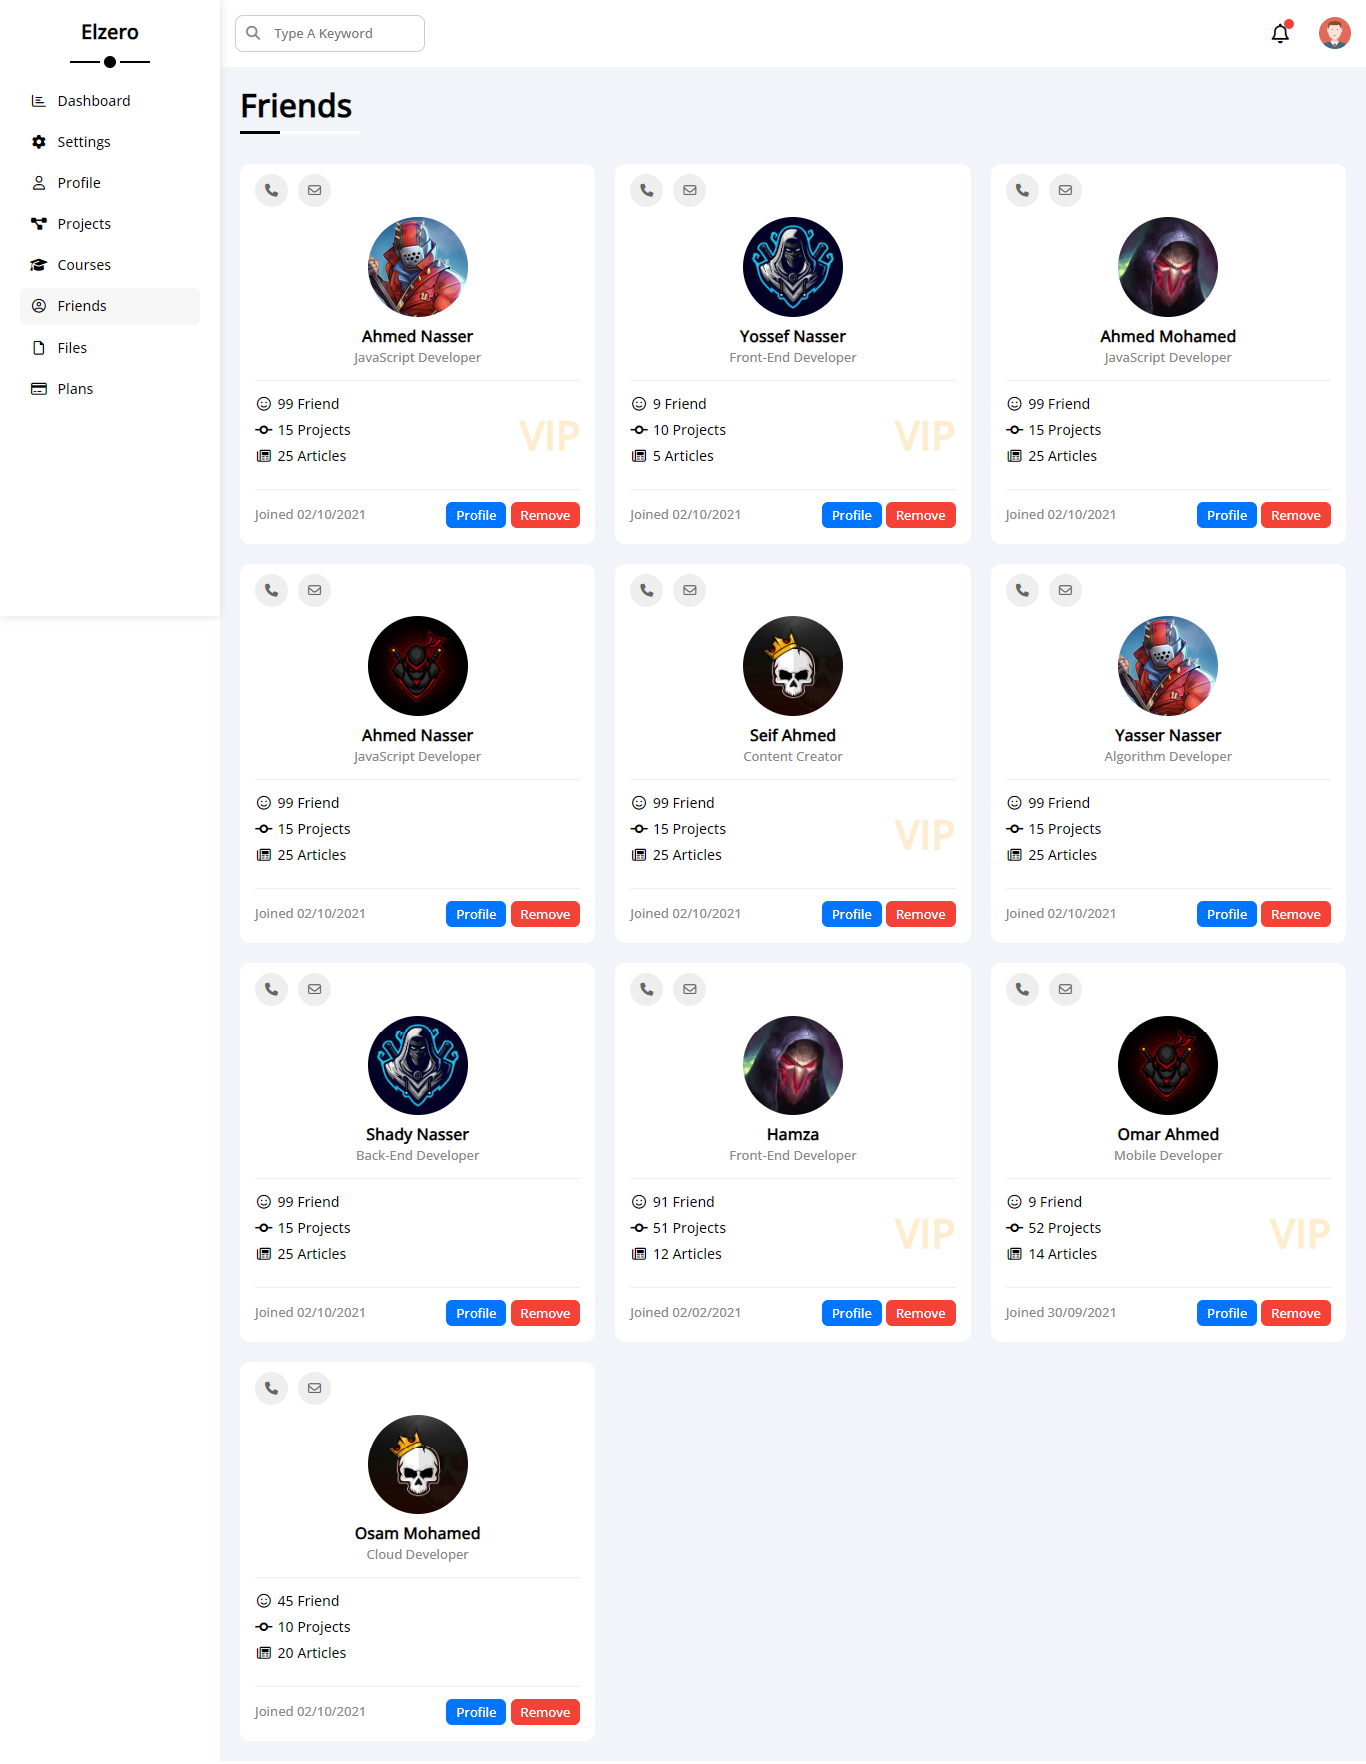 Elzero
Type A Keyword
Dashboard
Settings
Profile
Projects
Courses
Friends
Files
Plans
Friends
Ahmed Nasser
JavaScript Developer
99 Friend
15 Projects
25 Articles
VIP
Joined 02/10/2021
Profile
Remove
Yossef Nasser
Front-End Developer
9 Friend
10 Projects
5 Articles
VIP
Joined 02/10/2021
Profile
Remove
Ahmed Mohamed
JavaScript Developer
99 Friend
15 Projects
25 Articles
Joined 02/10/2021
Profile
Remove
Ahmed Nasser
JavaScript Developer
99 Friend
15 Projects
25 Articles
Joined 02/10/2021
Profile
Remove
Seif Ahmed
Content Creator
99 Friend
15 Projects
25 Articles
VIP
Joined 02/10/2021
Profile
Remove
Yasser Nasser
Algorithm Developer
99 Friend
15 Projects
25 Articles
Joined 02/10/2021
Profile
Remove
Shady Nasser
Back-End Developer
99 Friend
15 Projects
25 Articles
Joined 02/10/2021
Profile
Remove
Hamza
Front-End Developer
91 Friend
51 Projects
12 Articles
VIP
Joined 02/02/2021
Profile
Remove
Omar Ahmed
Mobile Developer
9 Friend
52 Projects
14 Articles
VIP
Joined 30/09/2021
Profile
Remove
Osam Mohamed
Cloud Developer
45 Friend
10 Projects
20 Articles
Joined 02/10/2021
Profile
Remove